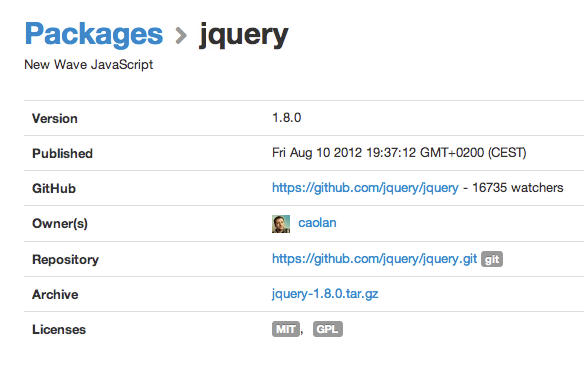 Packages > jquery
New Wave JavaScript
Version 1.8.0
Published Fri Aug 10 2012 19:37:12 GMT+0200 (CEST)
GitHub https://github.com/jquery/jquery - 16735 watchers
Owner(s) caolan
Repository https://github.com/jquery/jquery.git git
Archive jquery-1.8.0.tar.gz
Licenses MIT, GPL